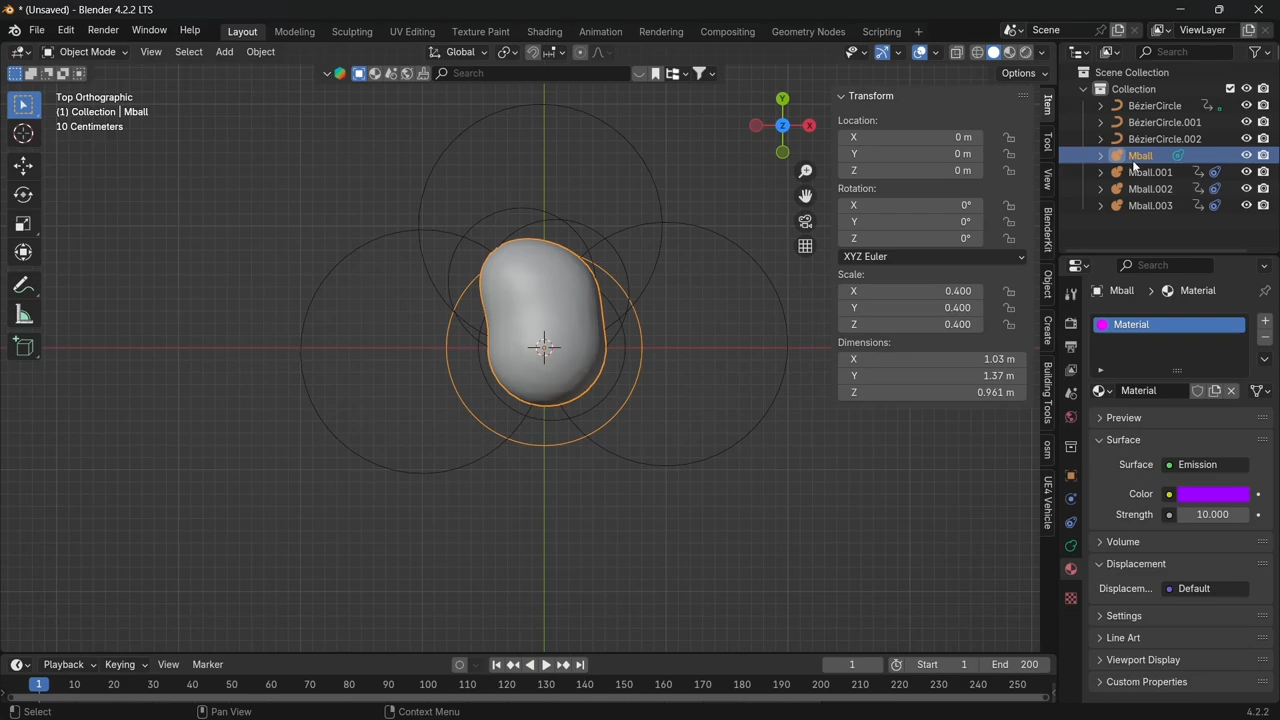 * (Unsaved) - Blender 4.2.2 LTS
File Edit Render Window Help Layout Modeling Sculpting UV Editing Texture Paint Shading Animation Rendering Compositing Geometry Nodes Scripting + Scene ViewLayer
Object Mode View Select Add Object Global Search
Search Options
Top Orthographic
(1) Collection | Mball
10 Centimeters
Y
Z
X
Transform
Location:
X 0 m
Y 0 m
Z 0 m
Rotation:
X 0°
Y 0°
Z 0°
XYZ Euler
Scale:
X 0.400
Y 0.400
Z 0.400
Dimensions:
X 1.03 m
Y 1.37 m
Z 0.961 m
Item
Tool
View
BlenderKit
Object
Create
Building Tools
osm
UE4 Vehicle
Scene Collection
Collection
BézierCircle
BézierCircle.001
BézierCircle.002
Mball
Mball.001
Mball.002
Mball.003
Search
Mball Material
Material
Material
Preview
Surface
Surface Emission
Color
Strength 10.000
Volume
Displacement
Displacem... Default
Settings
Line Art
Viewport Display
Custom Properties
Playback Keying View Marker 1 Start 1 End 200
1 10 20 30 40 50 60 70 80 90 100 110 120 130 140 150 160 170 180 190 200 210 220 230 240 250
Select Pan View Context Menu 4.2.2